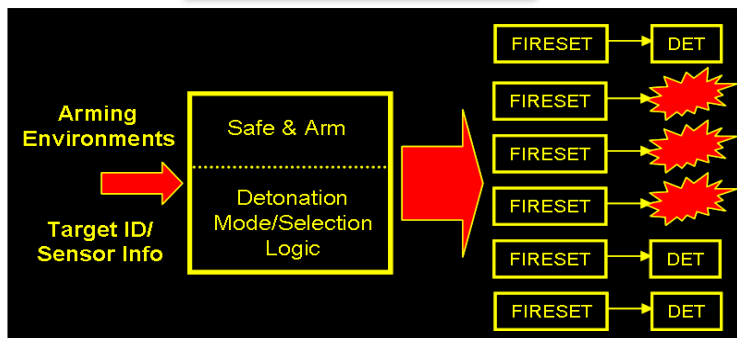 Arming
Environments
Target ID/
Sensor Info
Safe & Arm
Detonation
Mode/Selection
Logic
FIRESET
DET
FIRESET
FIRESET
FIRESET
FIRESET
DET
FIRESET
DET